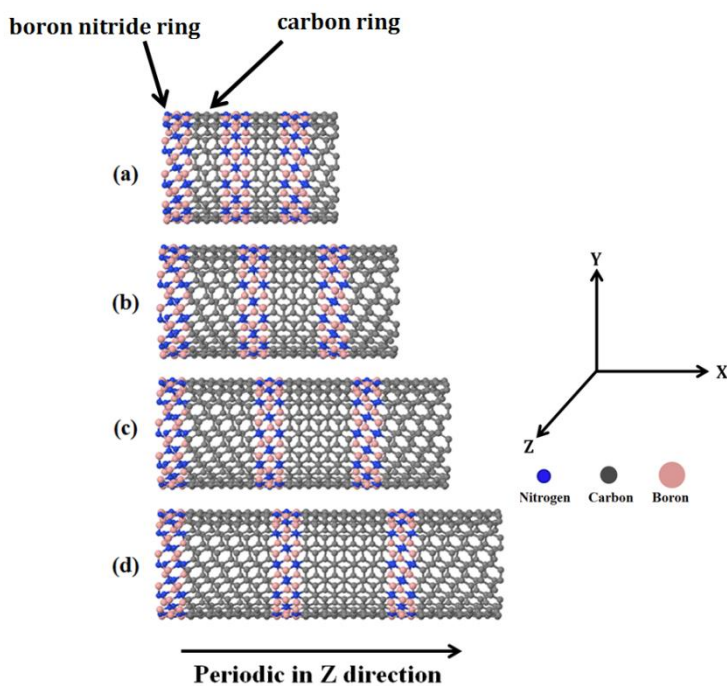 boron nitride ring
carbon ring
(a)
(b)
(c)
(d)
Y
X
Z
Nitrogen Carbon Boron
Periodic in Z direction